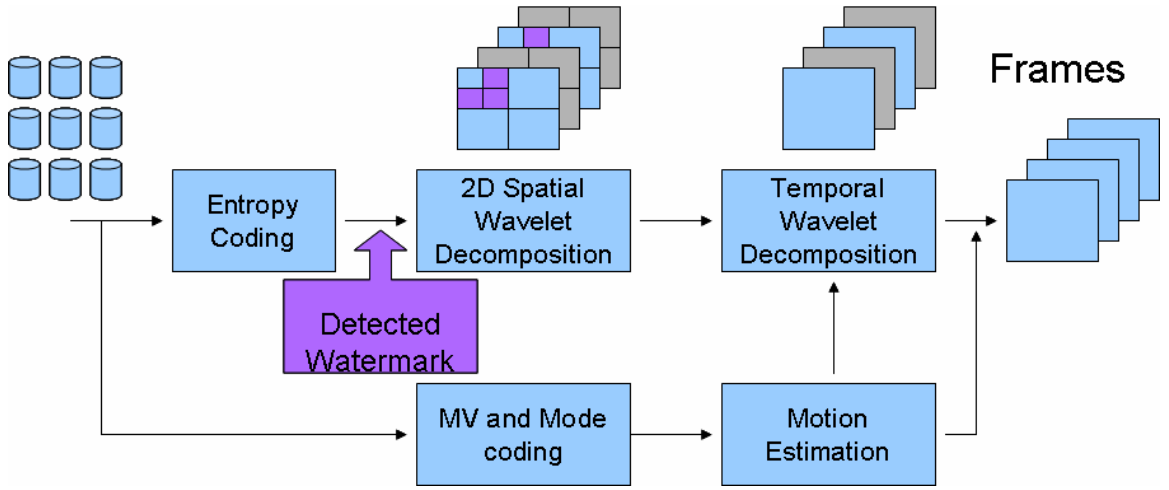 Frames
Entropy
Coding
2D Spatial
Wavelet
Decomposition
Temporal
Wavelet
Decomposition
Detected
Watermark
MV and Mode
coding
Motion
Estimation